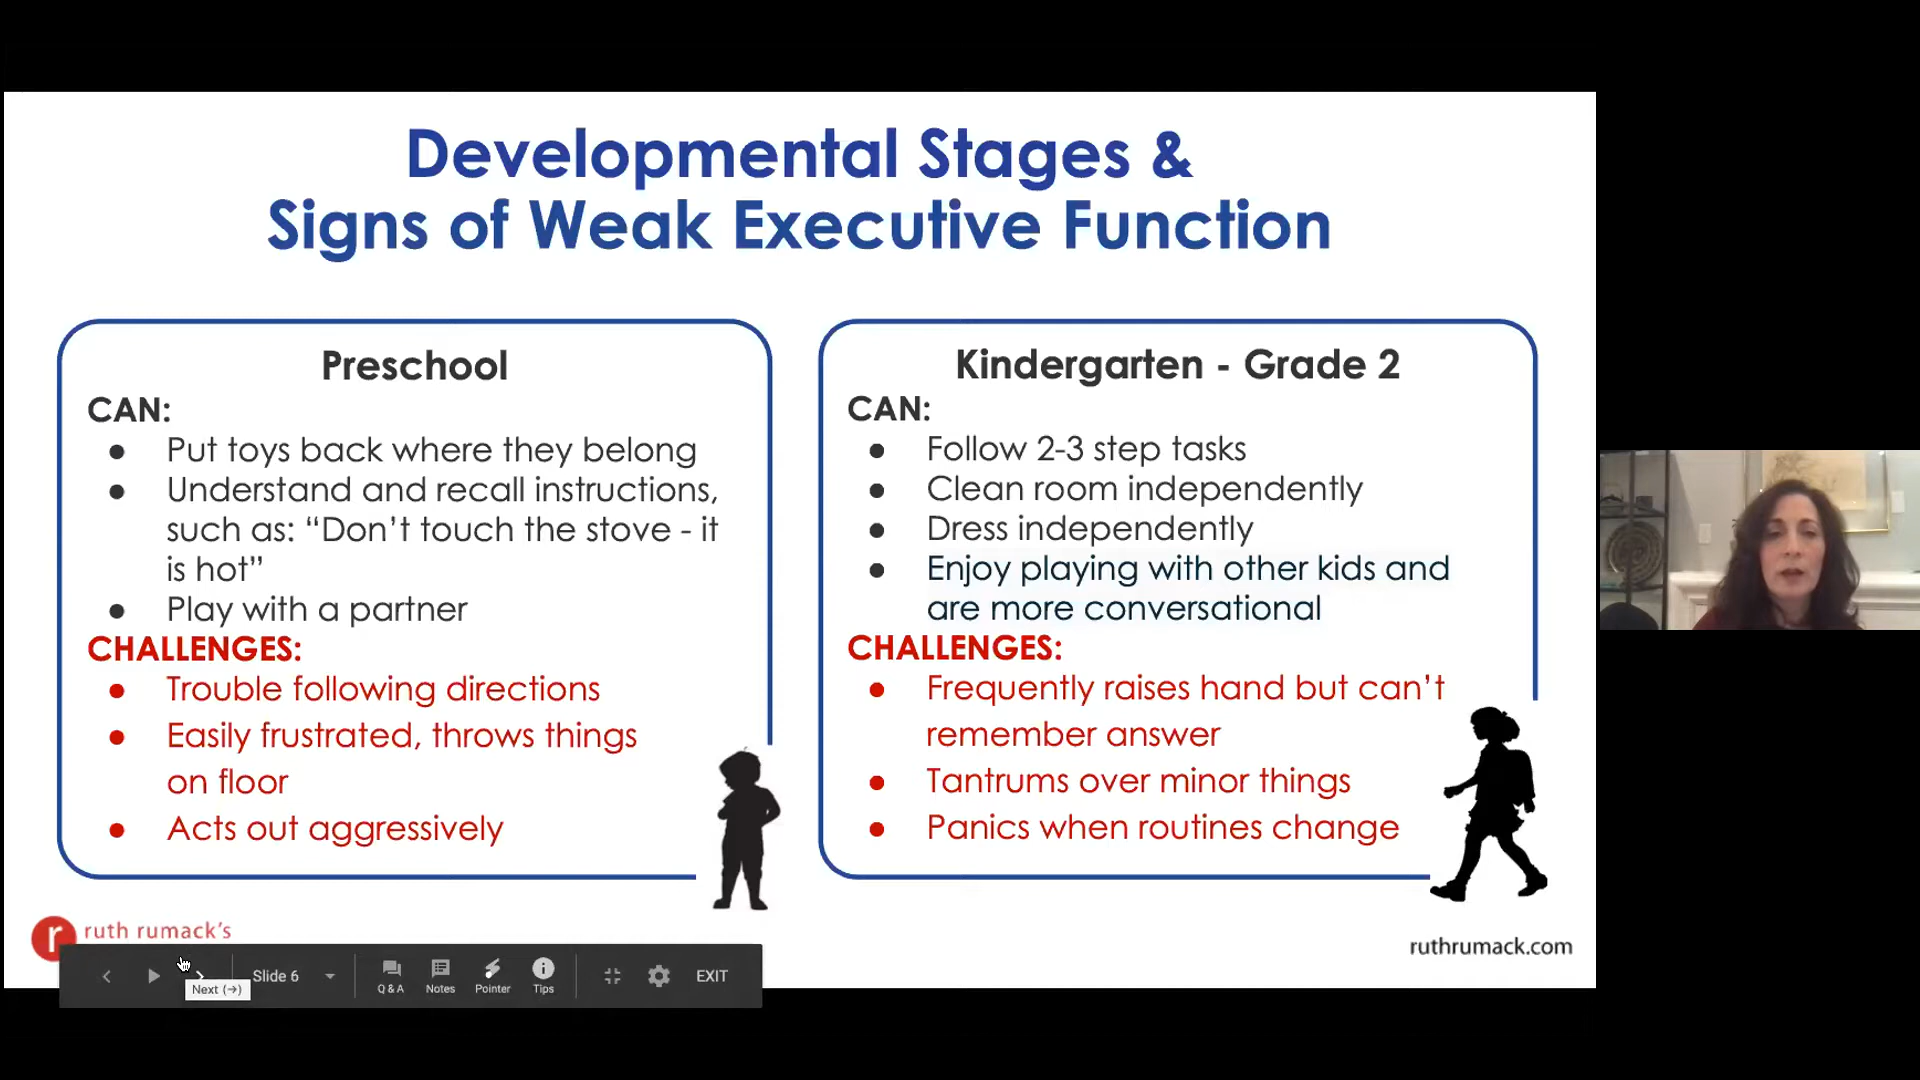 Developmental Stages &
Signs of Weak Executive Function
Preschool
CAN:
● Put toys back where they belong
● Understand and recall instructions,
such as: “Don’t touch the stove - it
is hot”
● Play with a partner
CHALLENGES:
● Trouble following directions
● Easily frustrated, throws things
on floor
● Acts out aggressively
Kindergarten - Grade 2
CAN:
● Follow 2-3 step tasks
● Clean room independently
● Dress independently
● Enjoy playing with other kids and
are more conversational
CHALLENGES:
● Frequently raises hand but can’t
remember answer
● Tantrums over minor things
● Panics when routines change
r ruth rumack’s
ruthrumack.com
Slide 6
Q & A
Notes
Pointer
Tips
EXIT
Next (→)